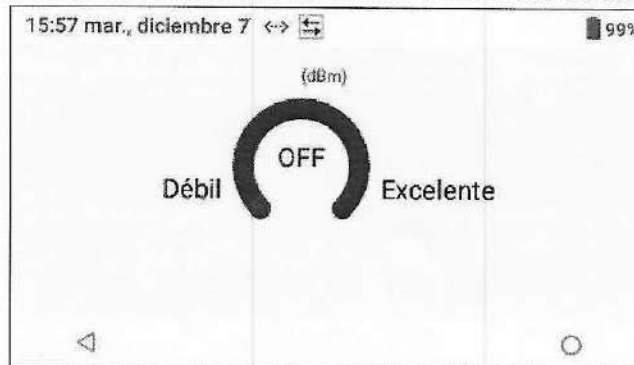 15:57 mar., diciembre 7
99%
(dBm)
OFF
Débil
Excelente